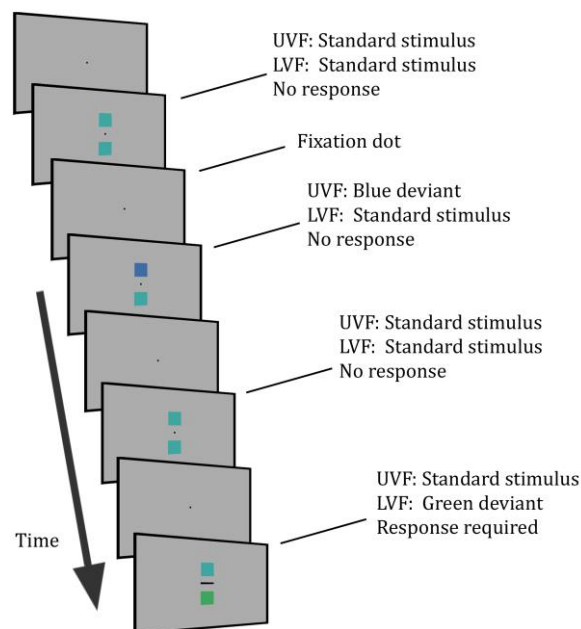 UVF: Standard stimulus
LVF: Standard stimulus
No response
Fixation dot
UVF: Blue deviant
LVF: Standard stimulus
No response
UVF: Standard stimulus
LVF: Standard stimulus
No response
UVF: Standard stimulus
LVF: Green deviant
Response required
Time